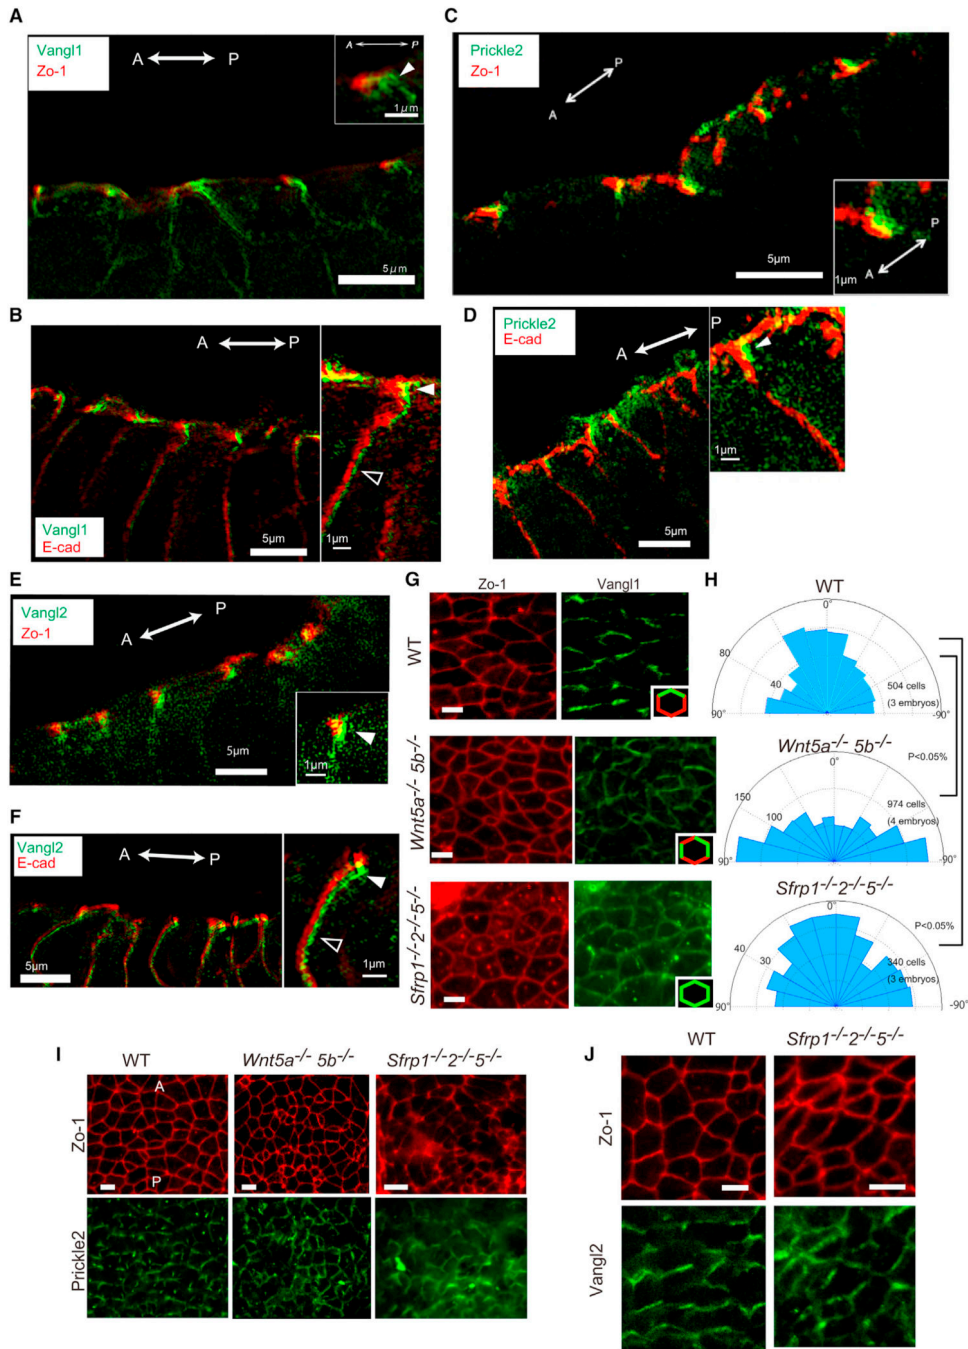 A
Vangl1
Zo-1
A P
A P
1μm
5μm
C
Prickle2
Zo-1
P
A
P
A
1μm
5μm
B
A P
Vangl1
E-cad
5μm
1μm
D
Prickle2
E-cad
P
A
1μm
5μm
E
Vangl2
Zo-1
P
A
5μm
1μm
F
Vangl2
E-cad
A P
5μm
1μm
G
Zo-1 Vangl1
WT
Wnt5a-/- 5b-/-
Sfrp1-/-2-/-5-/-
H
WT
0°
80
40
504 cells
(3 embryos)
90° -90°
Wnt5a-/- 5b-/-
0°
P<0.05%
150
100
974 cells
(4 embryos)
90° -90°
Sfrp1-/-2-/-5-/-
0°
P<0.05%
40
30
340 cells
(3 embryos)
90° -90°
I
WT Wnt5a-/- 5b-/- Sfrp1-/-2-/-5-/-
Zo-1
A
P
Prickle2
J
WT Sfrp1-/-2-/-5-/-
Zo-1
Vangl2